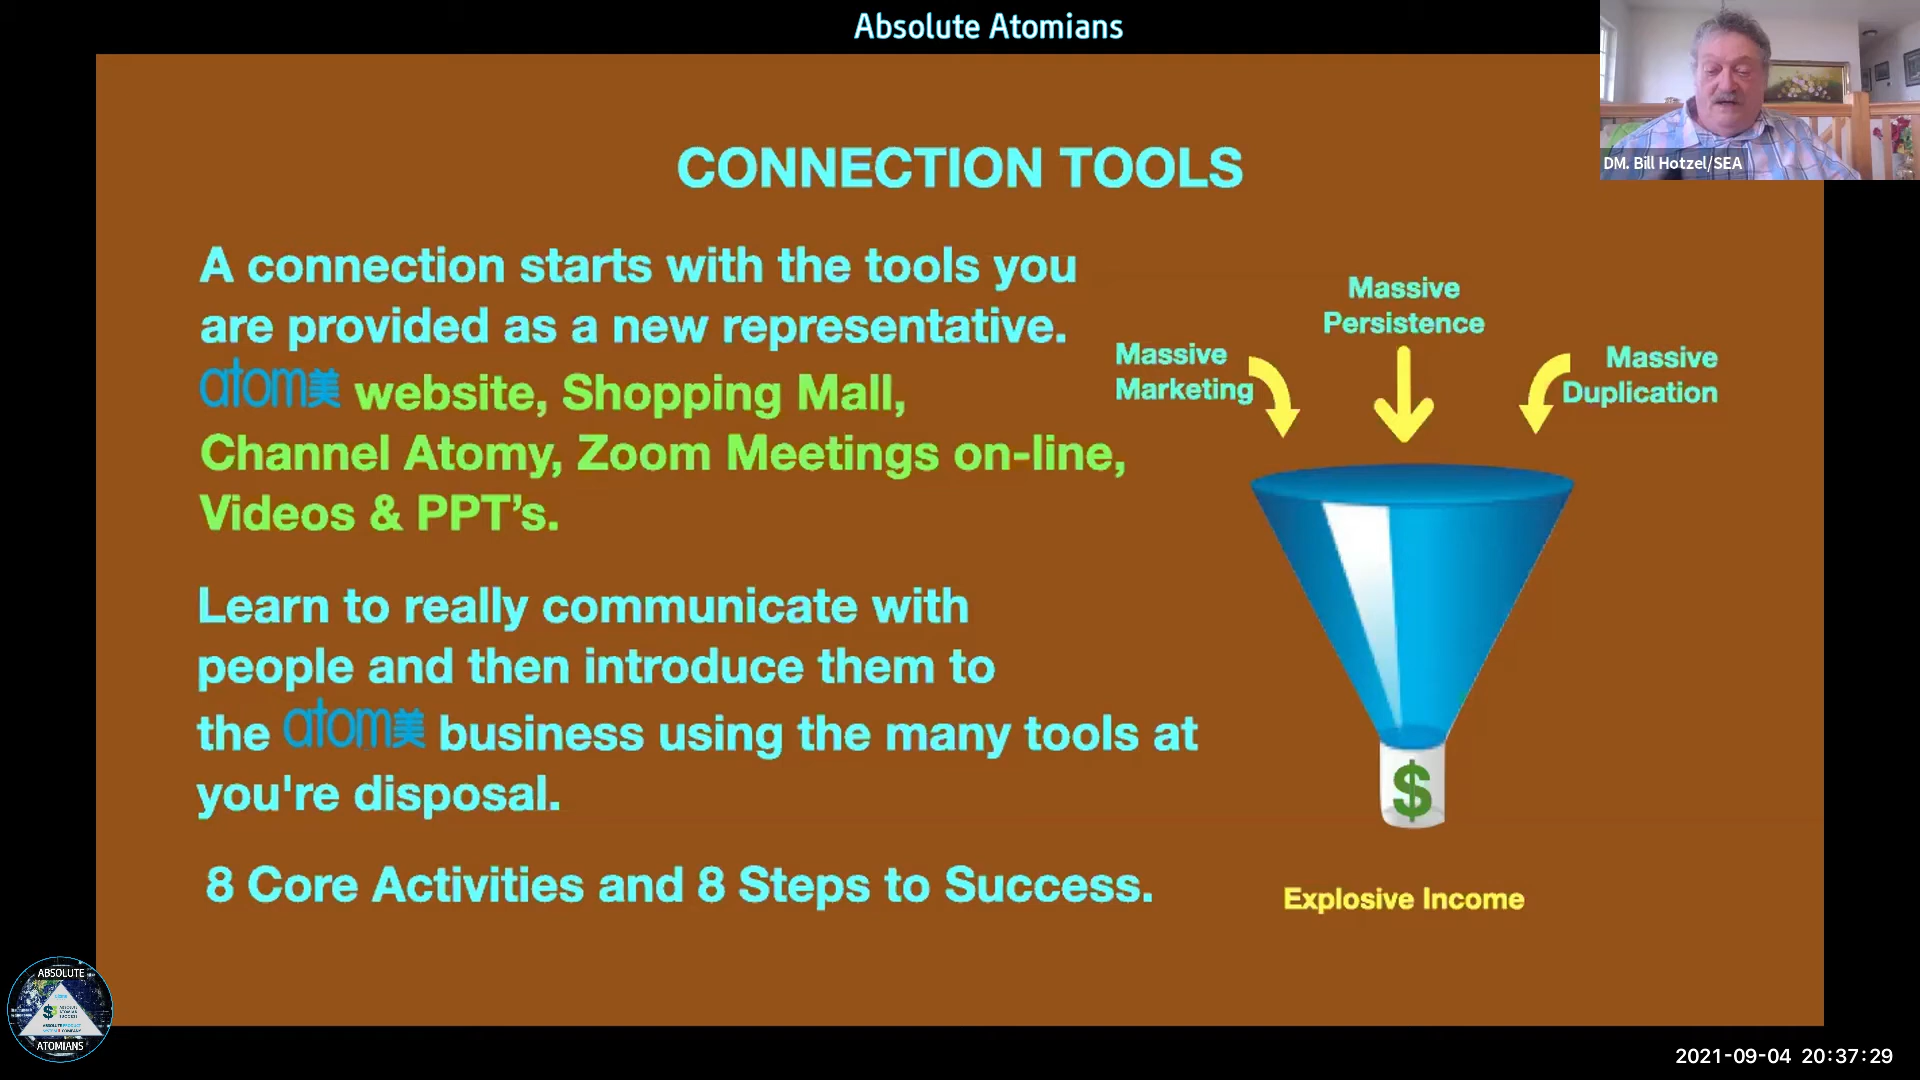 Absolute Atomians
DM. Bill Hotzel/SEA
CONNECTION TOOLS
A connection starts with the tools you
are provided as a new representative.
atom美 website, Shopping Mall,
Channel Atomy, Zoom Meetings on-line,
Videos & PPT’s.
Learn to really communicate with
people and then introduce them to
the atom美 business using the many tools at
you're disposal.
8 Core Activities and 8 Steps to Success.
Massive
Persistence
Massive
Marketing
Massive
Duplication
$
Explosive Income
ABSOLUTE
$
ATOMIANS
2021-09-04 20:37:29